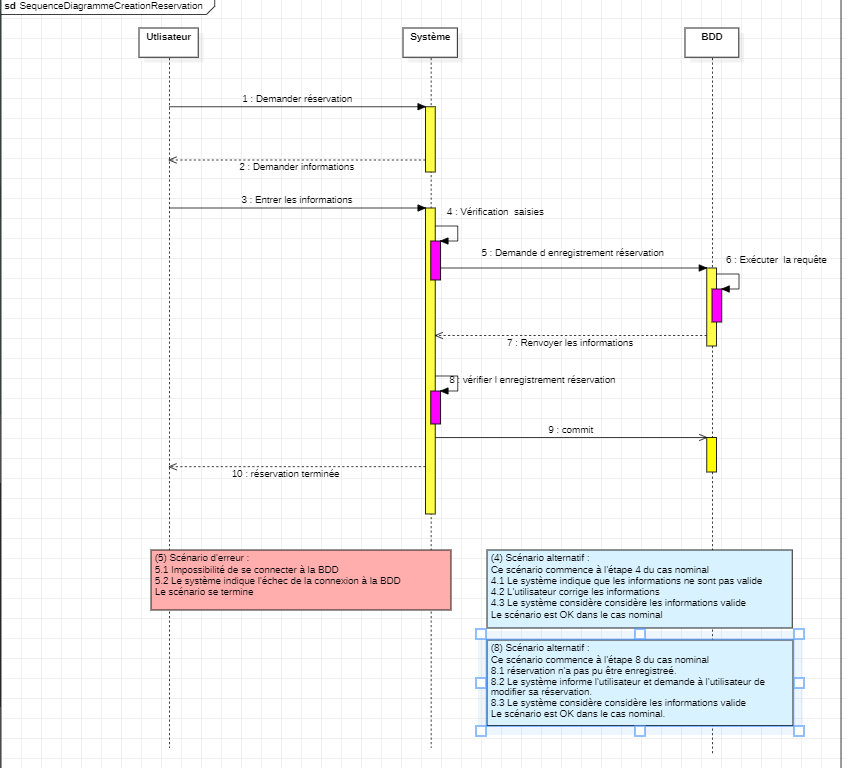 sd SequenceDiagrammeCreationReservation
Utlisateur
Système
BDD
1 : Demander réservation
2 : Demander informations
3 : Entrer les informations
4 : Vérification saisies
5 : Demande d enregistrement réservation
6 : Exécuter la requête
7 : Renvoyer les informations
8 : vérifier l enregistrement réservation
9 : commit
10 : réservation terminée
(5) Scénario d'erreur :
5.1 Impossibilité de se connecter à la BDD
5.2 Le système indique l'échec de la connexion à la BDD
Le scénario se termine
(4) Scénario alternatif :
Ce scénario commence à l'étape 4 du cas nominal
4.1 Le système indique que les informations ne sont pas valide
4.2 L'utilisateur corrige les informations
4.3 Le système considère considère les informations valide
Le scénario est OK dans le cas nominal
(8) Scénario alternatif :
Ce scénario commence à l'étape 8 du cas nominal
8.1 réservation n'a pas pu être enregistreé.
8.2 Le système informe l'utilisateur et demande à l'utilisateur de
modifier sa réservation.
8.3 Le système considère considère les informations valide
Le scénario est OK dans le cas nominal.